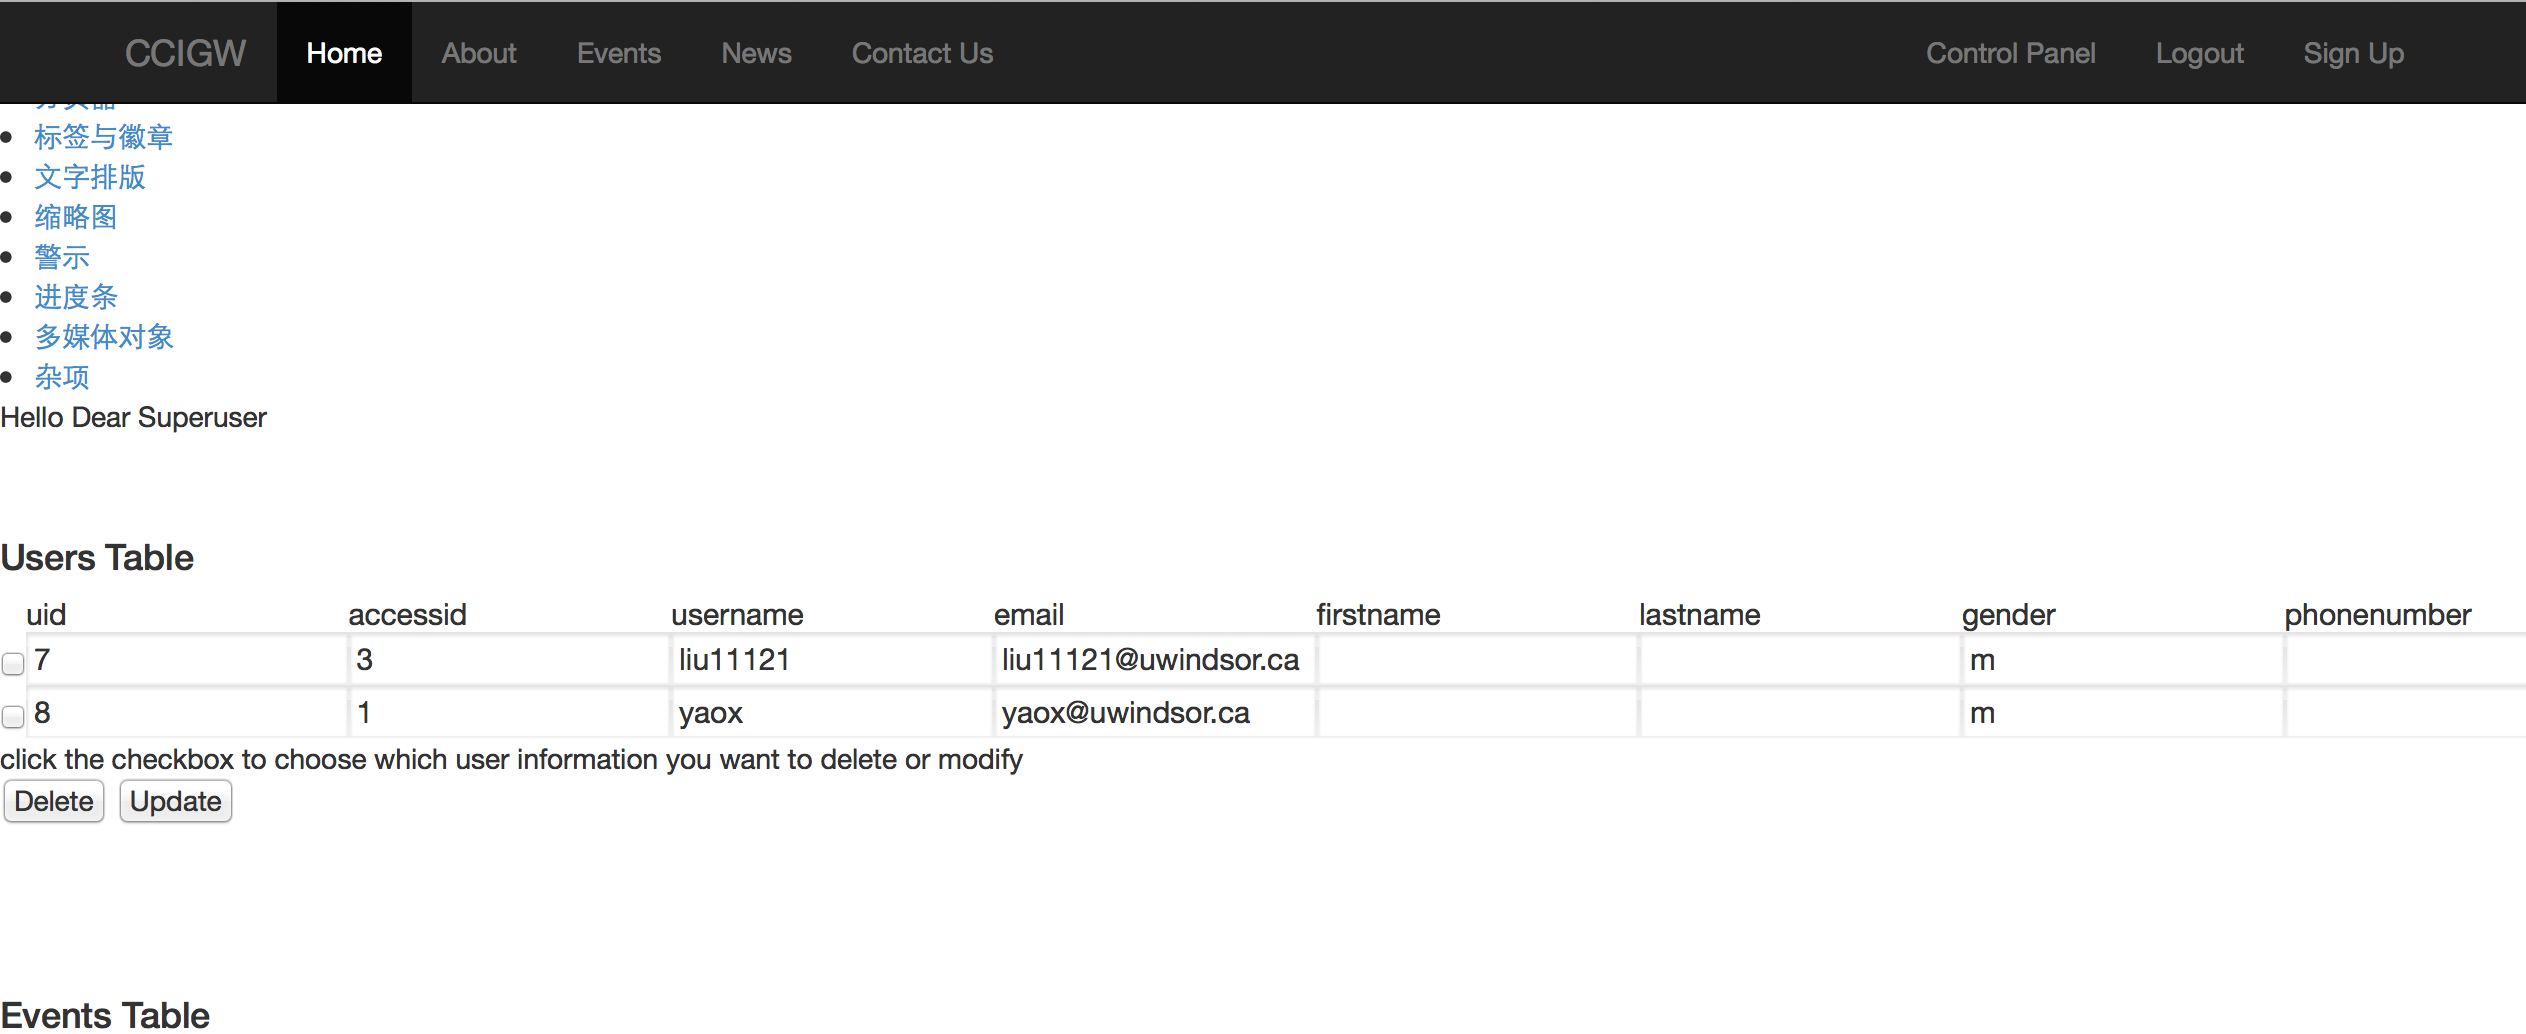 CCIGW Home About Events News Contact Us Control Panel Logout Sign Up
标签与徽章
文字排版
缩略图
警示
进度条
多媒体对象
杂项
Hello Dear Superuser
Users Table
uid accessid username email firstname lastname gender phonenumber
7 3 liu11121 liu11121@uwindsor.ca m
8 1 yaox yaox@uwindsor.ca m
click the checkbox to choose which user information you want to delete or modify
Delete Update
Events Table